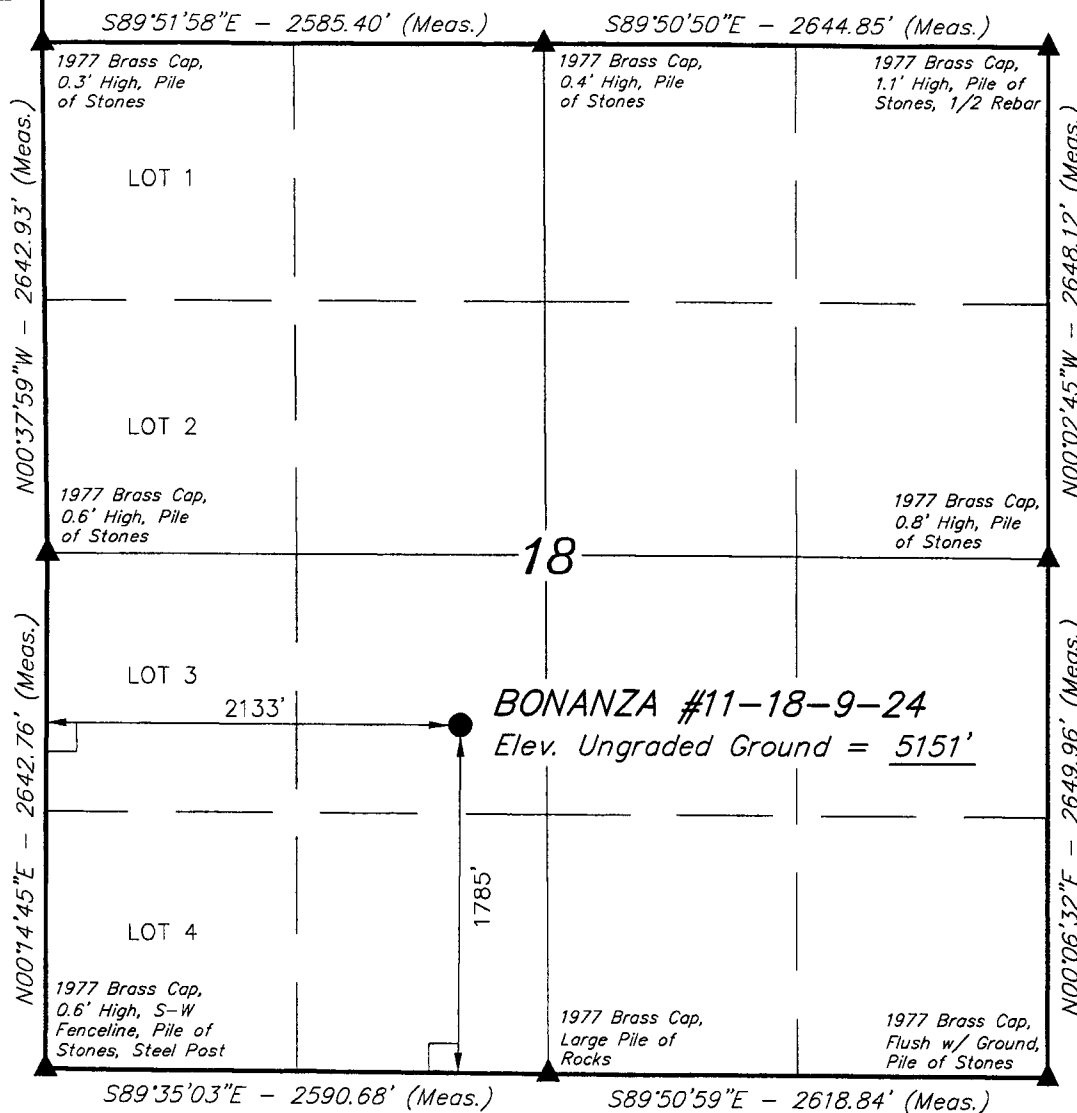 S89°51'58"E - 2585.40' (Meas.)
S89°50'50"E - 2644.85' (Meas.)
1977 Brass Cap,
0.3' High, Pile
of Stones
1977 Brass Cap,
0.4' High, Pile
of Stones
1977 Brass Cap,
1.1' High, Pile of
Stones, 1/2 Rebar
N00°37'59"W - 2642.93' (Meas.)
N00°02'45"W - 2648.12' (Meas.)
LOT 1
LOT 2
1977 Brass Cap,
0.6' High, Pile
of Stones
1977 Brass Cap,
0.8' High, Pile
of Stones
18
LOT 3
2133'
BONANZA #11-18-9-24
Elev. Ungraded Ground = 5151'
N00°14'45"E - 2642.76' (Meas.)
N00°06'32"E - 2649.96' (Meas.)
1785'
LOT 4
1977 Brass Cap,
0.6' High, S-W
Fenceline, Pile of
Stones, Steel Post
1977 Brass Cap,
Large Pile of
Rocks
1977 Brass Cap,
Flush w/ Ground,
Pile of Stones
S89°35'03"E - 2590.68' (Meas.)
S89°50'59"E - 2618.84' (Meas.)